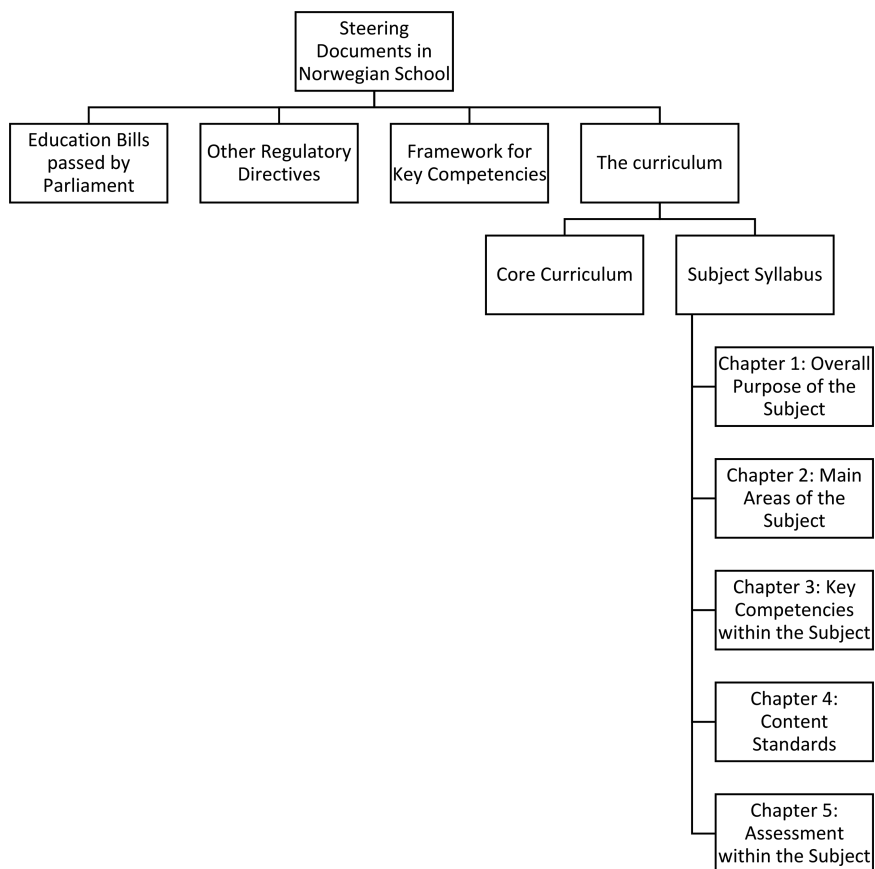 Steering
Documents in
Norwegian School
Education Bills
passed by
Parliament
Other Regulatory
Directives
Framework for
Key Competencies
The curriculum
Core Curriculum
Subject Syllabus
Chapter 1: Overall
Purpose of the
Subject
Chapter 2: Main
Areas of the
Subject
Chapter 3: Key
Competencies
within the Subject
Chapter 4:
Content
Standards
Chapter 5:
Assessment
within the Subject